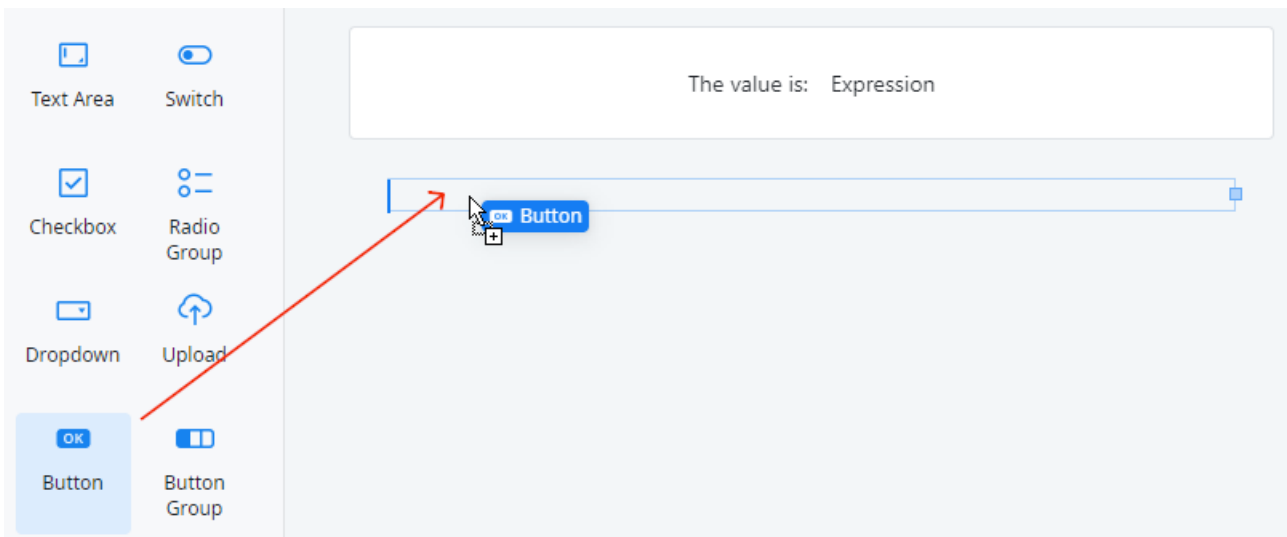 Text Area
Switch
The value is: Expression
Checkbox
Radio
Group
OK Button
Dropdown
Upload
OK
Button
Button
Group